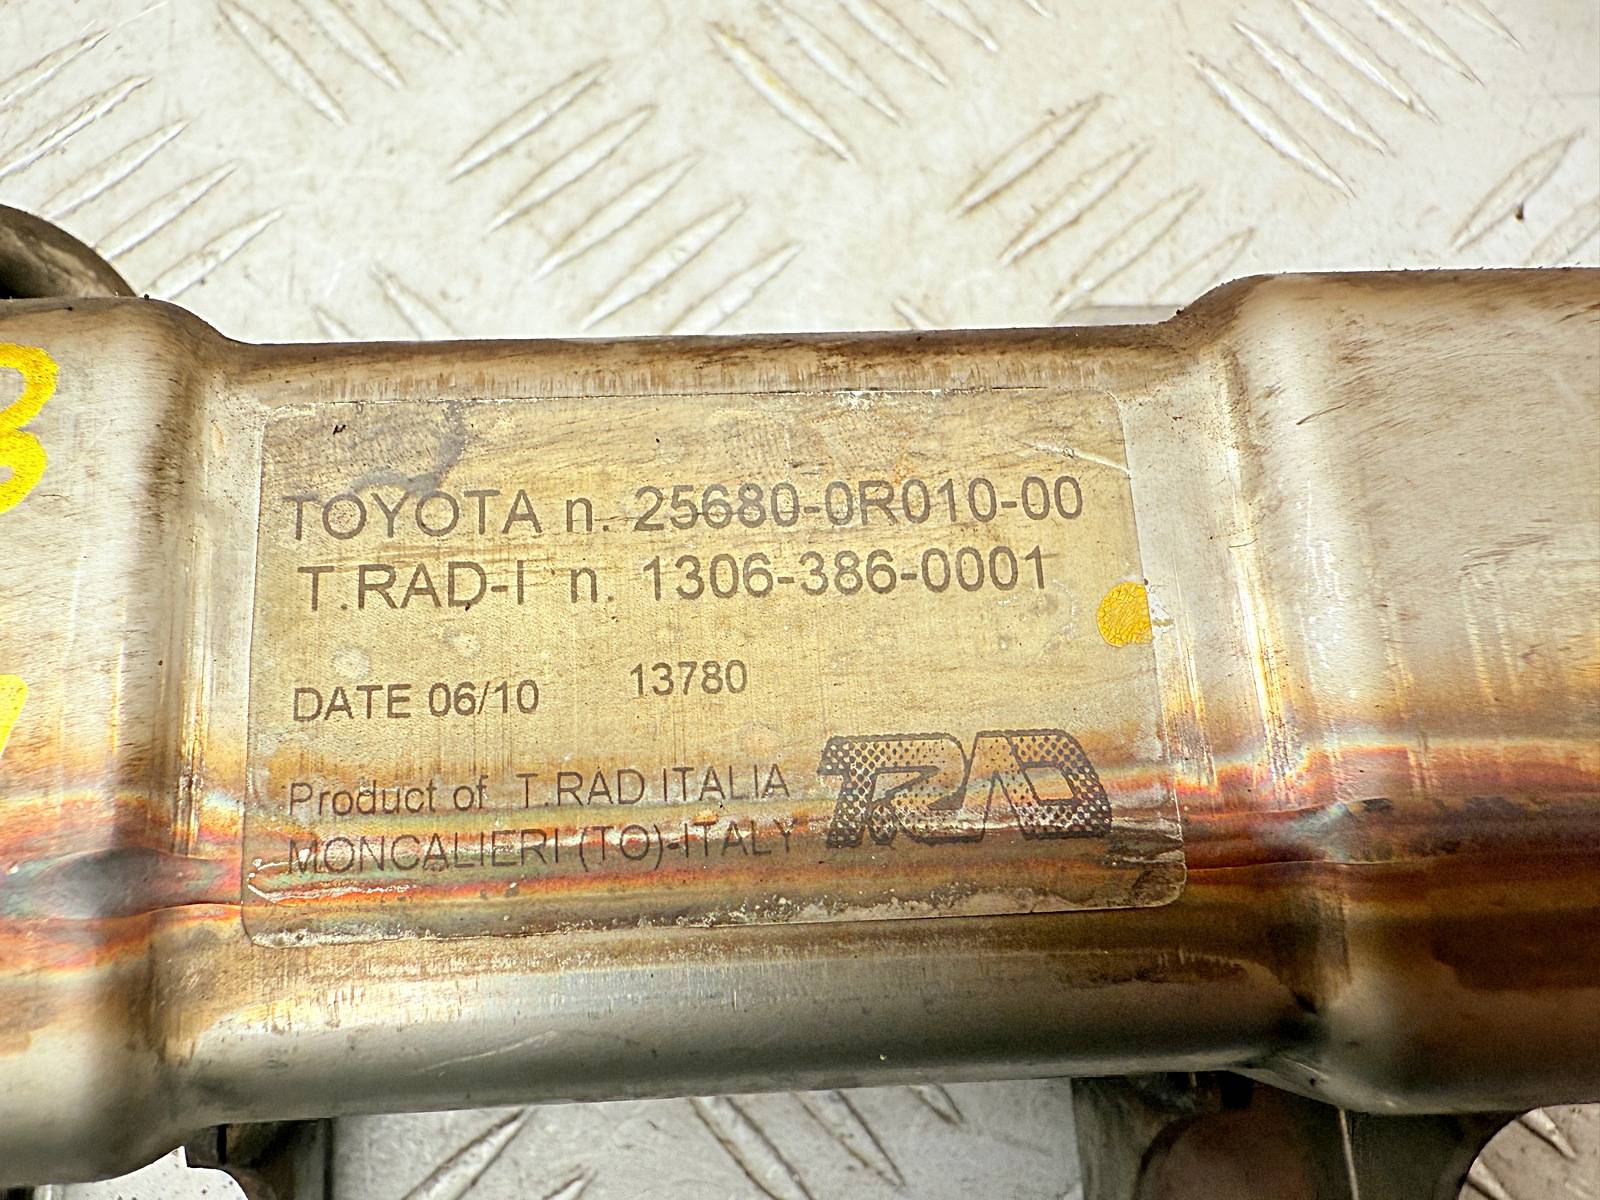 TOYOTA n. 25680-0R010-00
T.RAD-I n. 1306-386-0001
DATE 06/10 13780
Product of T.RAD ITALIA
MONCALIERI (TO)-ITALY
TRAD